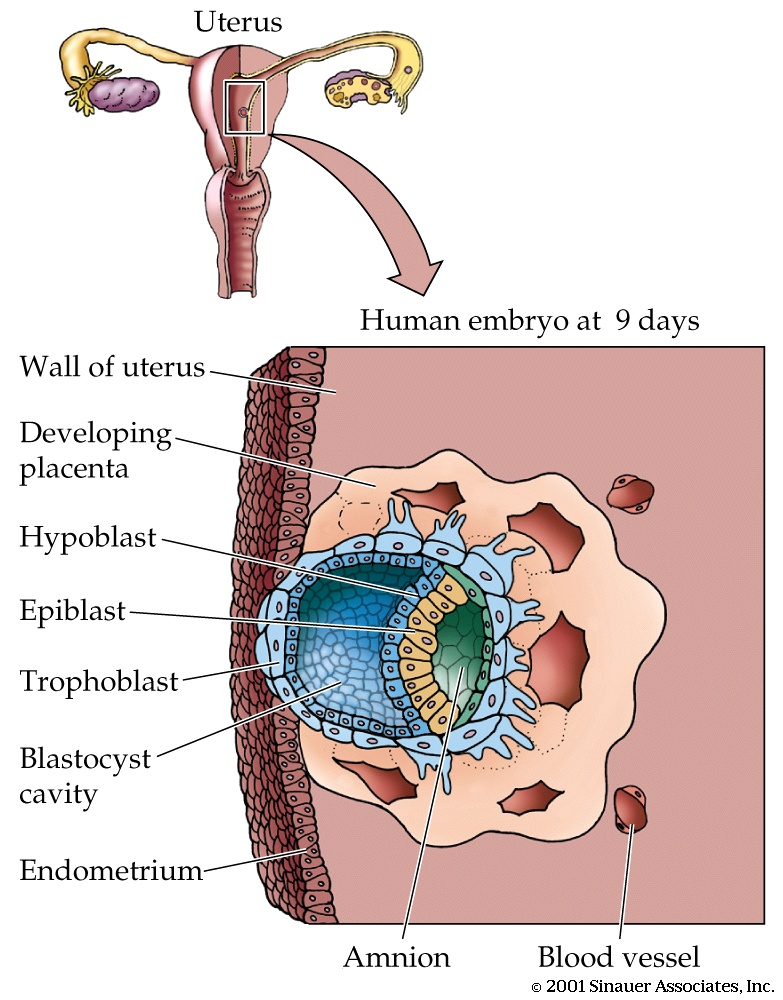 Uterus
Human embryo at 9 days
Wall of uterus
Developing
placenta
Hypoblast
Epiblast
Trophoblast
Blastocyst
cavity
Endometrium
Amnion
Blood vessel
© 2001 Sinauer Associates, Inc.